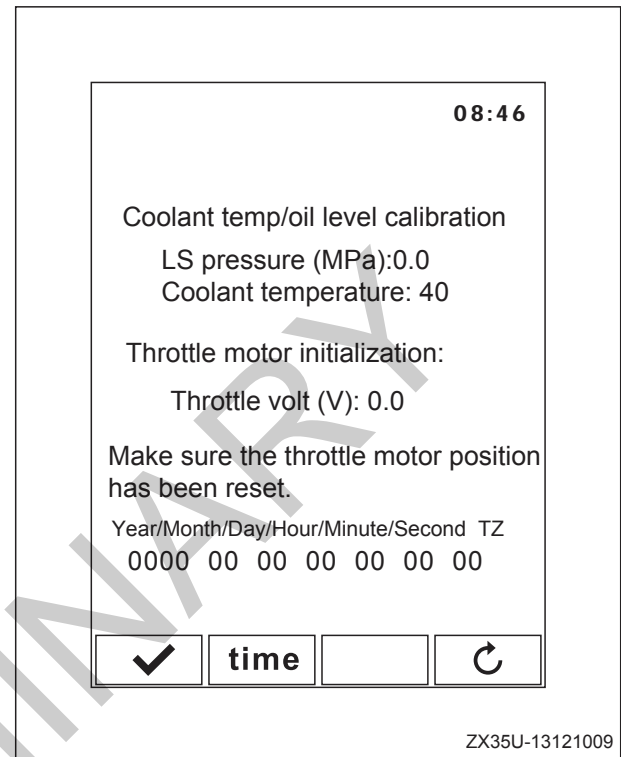 08:46
Coolant temp/oil level calibration
LS pressure (MPa):0.0
Coolant temperature: 40
Throttle motor initialization:
Throttle volt (V): 0.0
Make sure the throttle motor position
has been reset.
Year/Month/Day/Hour/Minute/Second TZ
0000 00 00 00 00 00 00
time
ZX35U-13121009